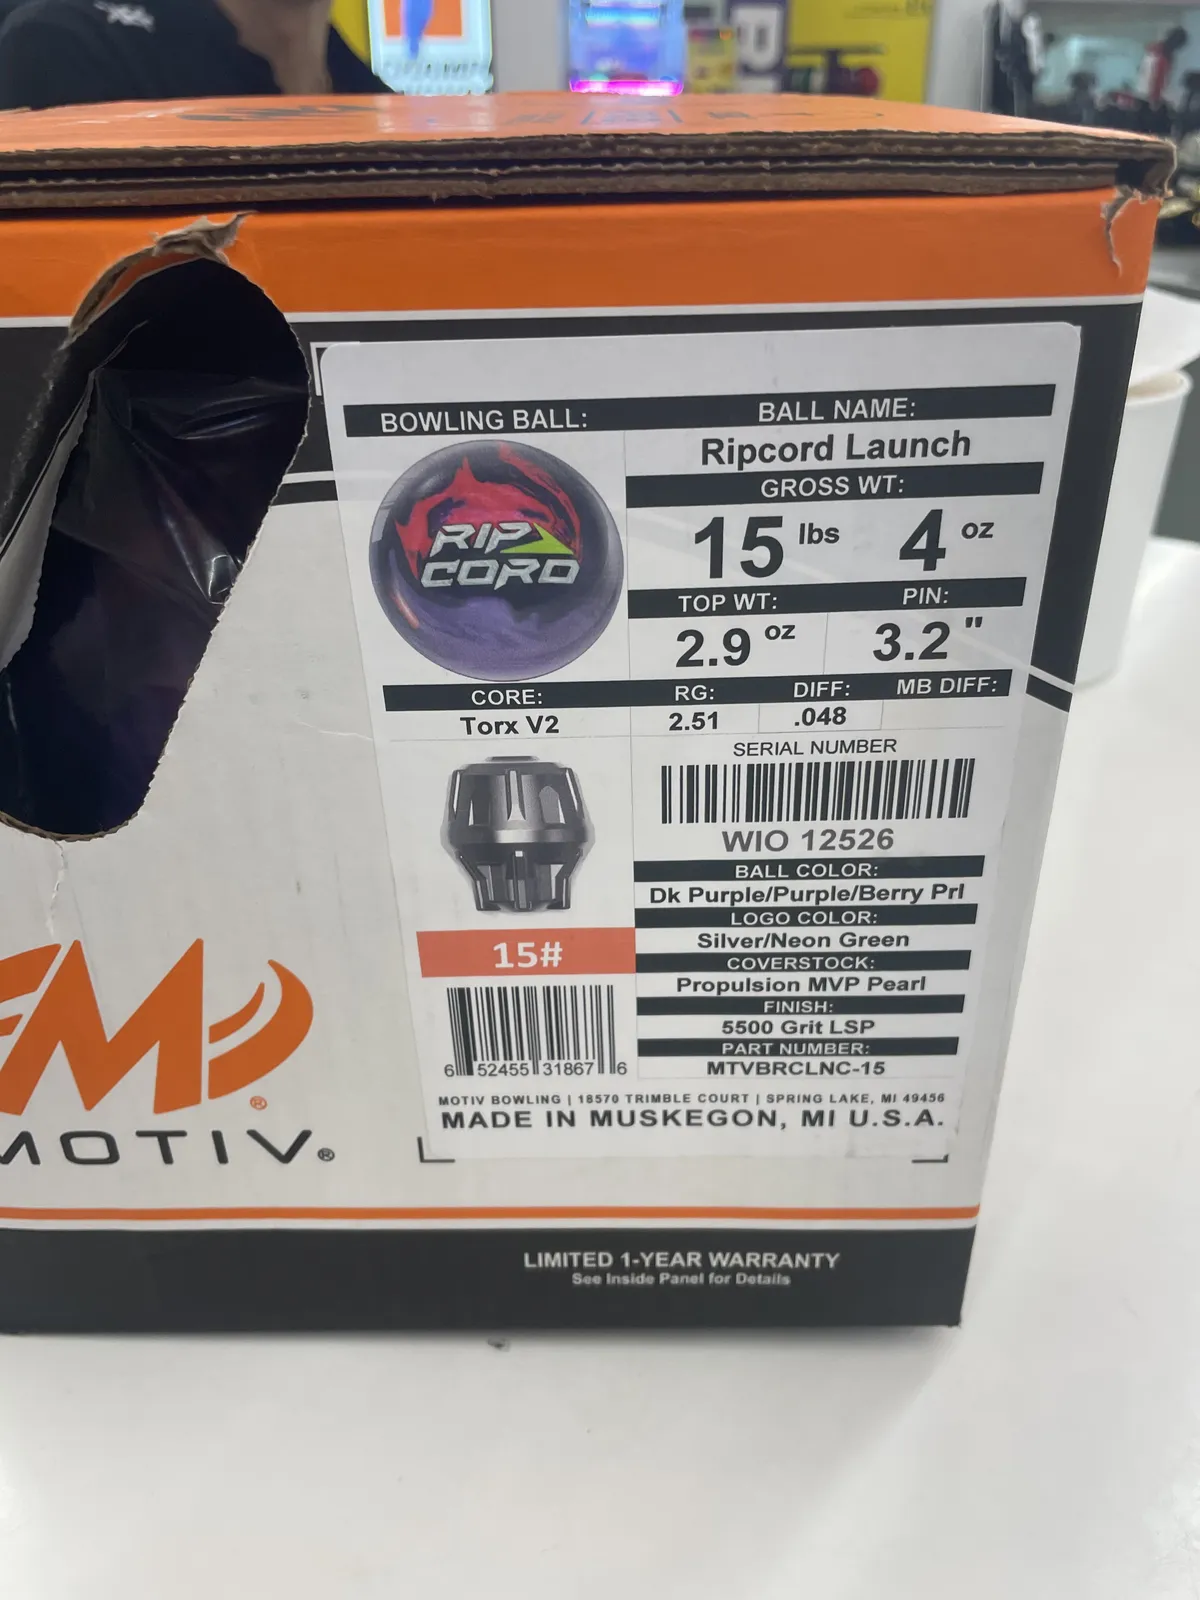 BOWLING BALL:
BALL NAME:
Ripcord Launch
GROSS WT:
15 lbs 4 oz
TOP WT: PIN:
2.9 oz 3.2"
RIP
CORD
CORE: RG: DIFF: MB DIFF:
Torx V2 2.51 .048
SERIAL NUMBER
WIO 12526
BALL COLOR:
Dk Purple/Purple/Berry Prl
LOGO COLOR:
Silver/Neon Green
COVERSTOCK:
Propulsion MVP Pearl
FINISH:
5500 Grit LSP
PART NUMBER:
MTVBRCLNC-15
15#
6 52455 31867 6
MOTIV BOWLING | 18570 TRIMBLE COURT | SPRING LAKE, MI 49456
MADE IN MUSKEGON, MI U.S.A.
MOTIV®
LIMITED 1-YEAR WARRANTY
See Inside Panel for Details